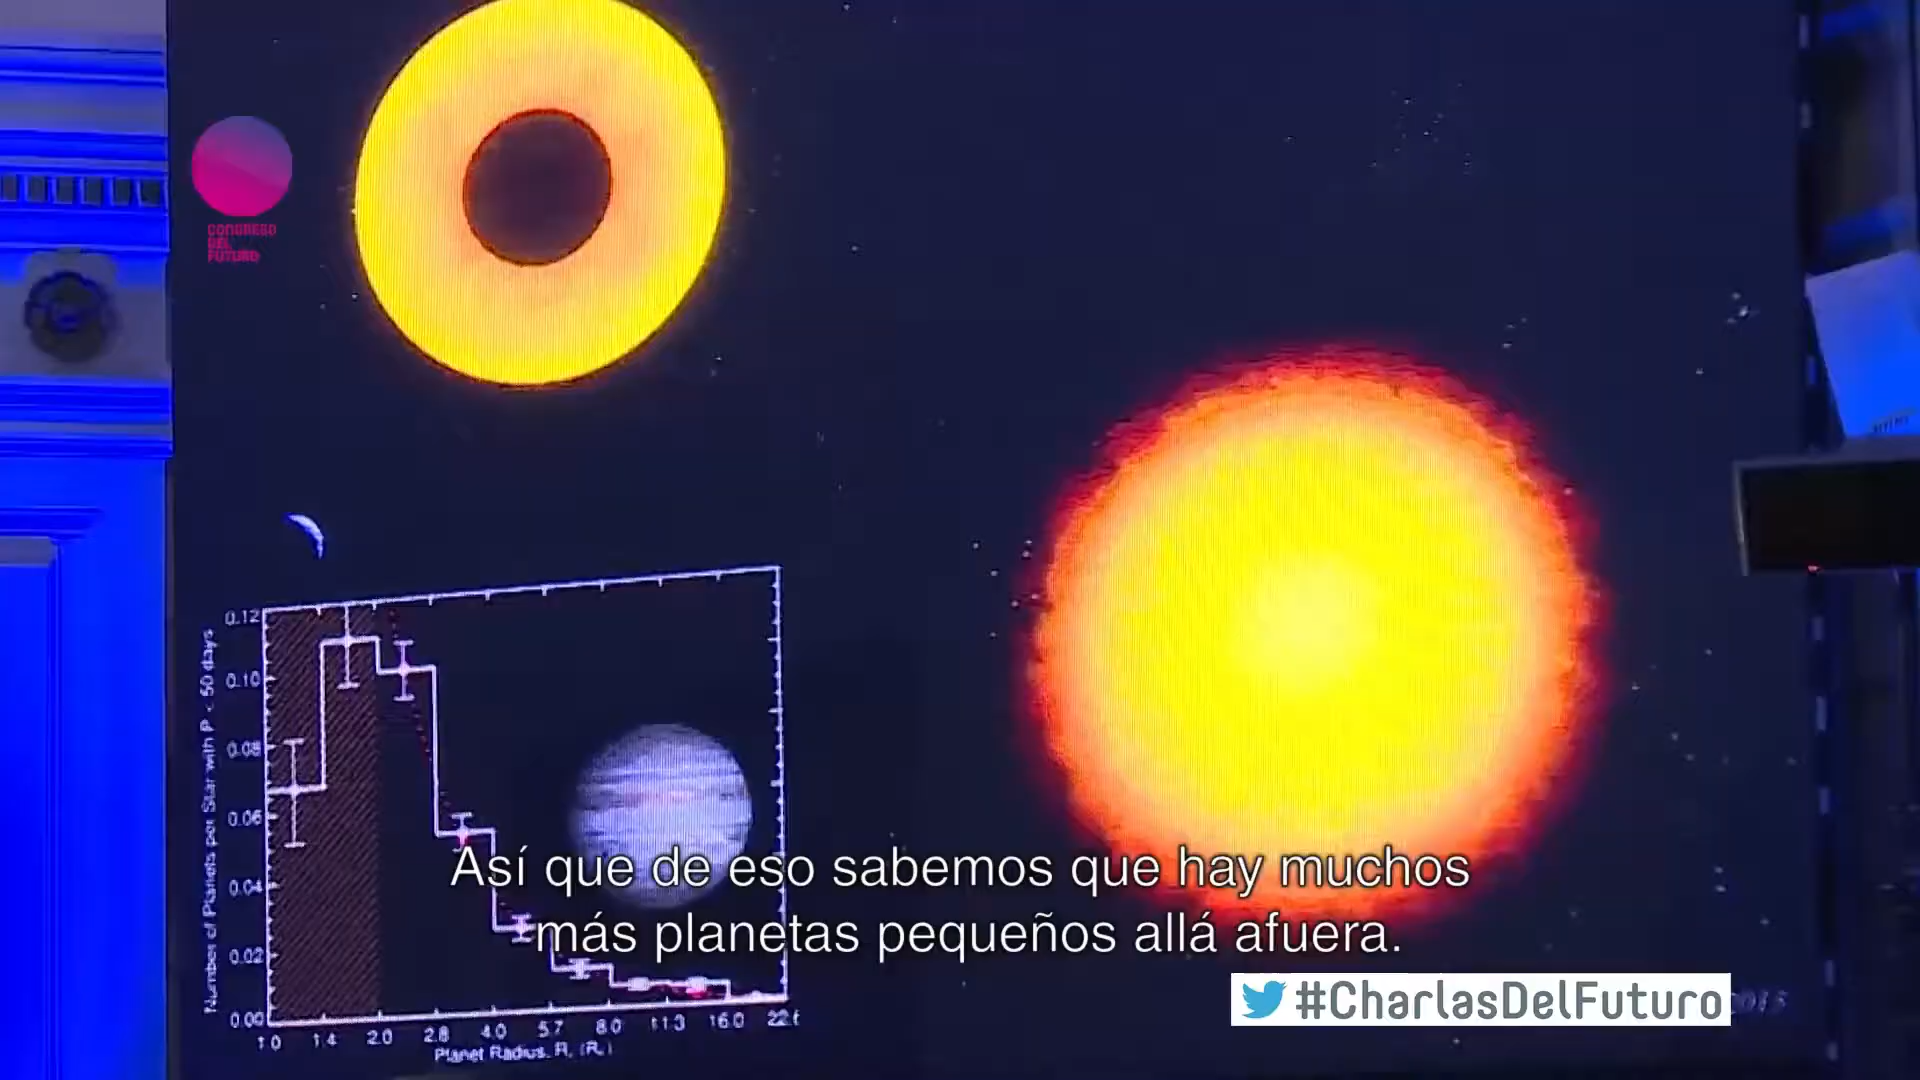 CONGRESO
DEL
FUTURO
0.12
0.10
0.08
0.06
0.04
0.02
0.00
Number of Planets per Star with P < 50 days
1.0 1.4 2.0 2.8 4.0 5.7 8.0 11.3 16.0 22.6
Planet Radius, R
Así que de eso sabemos que hay muchos
más planetas pequeños allá afuera.
#CharlasDelFuturo
2015